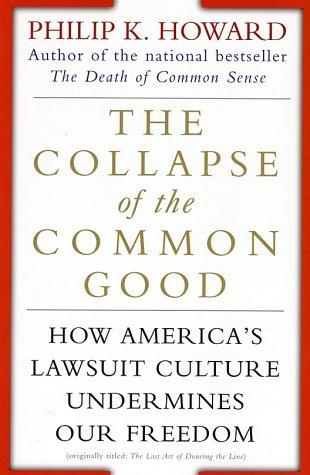 PHILIP K. HOWARD
Author of the national bestseller
The Death of Common Sense
THE
COLLAPSE
of the
COMMON
GOOD
HOW AMERICA'S
LAWSUIT CULTURE
UNDERMINES
OUR FREEDOM
(originally titled: The Lost Art of Drawing the Line)